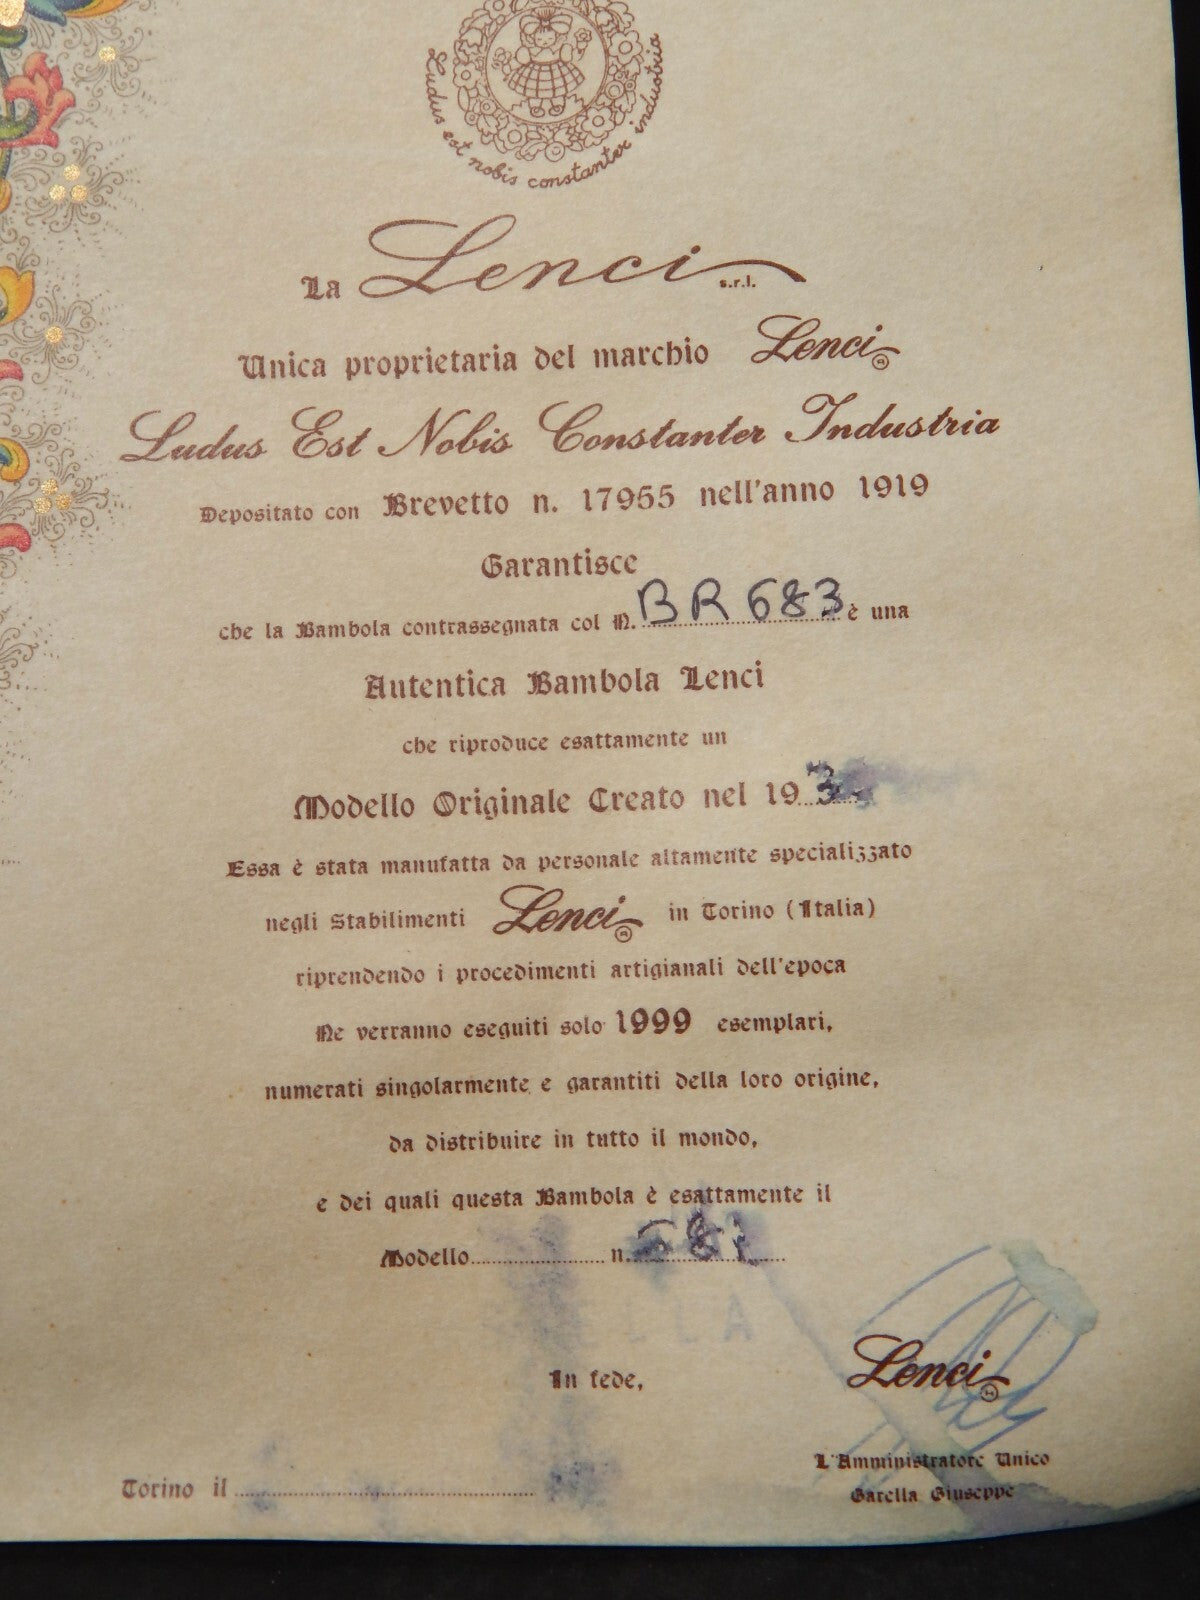 Ludus est nobis constanter industria
La Lenci s.r.l.
Unica proprietaria del marchio Lenci ®
Ludus Est Nobis Constanter Industria
Depositato con Brevetto n. 17955 nell'anno 1919
Garantisce
che la Bambola contrassegnata col N. BR 683 è una
Autentica Bambola Lenci
che riproduce esattamente un
Modello Originale Creato nel 193
Essa è stata manufatta da personale altamente specializzato
negli Stabilimenti Lenci ® in Torino (Italia)
riprendendo i procedimenti artigianali dell'epoca
Ne verranno eseguiti solo 1999 esemplari,
numerati singolarmente e garantiti della loro origine,
da distribuire in tutto il mondo,
e dei quali questa Bambola è esattamente il
Modello.................... n.
In fede,
Lenci ®
L'Amministratore Unico
Garella Giuseppe
Torino il